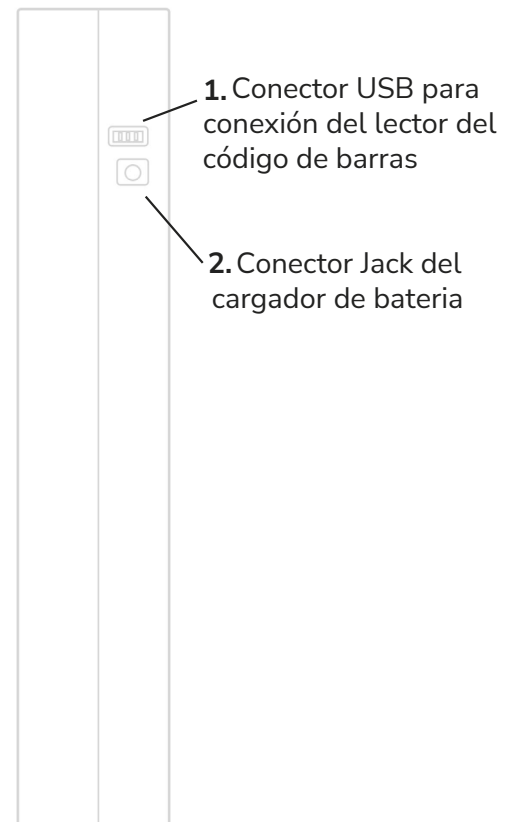 1. Conector USB para
conexión del lector del
código de barras
2. Conector Jack del
cargador de bateria